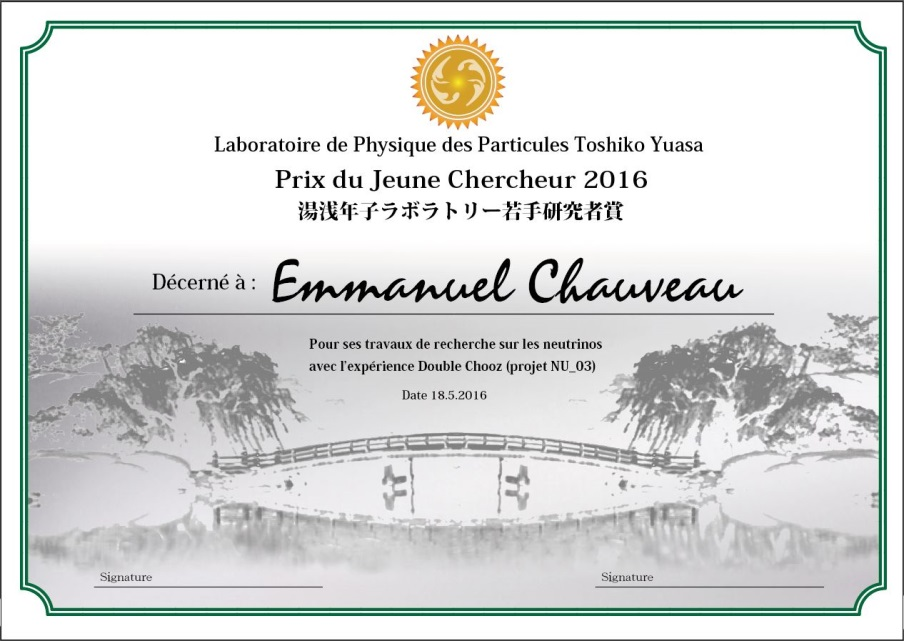 Laboratoire de Physique des Particules Toshiko Yuasa
Prix du Jeune Chercheur 2016
湯浅年子ラボラトリー若手研究者賞
Décerné à : Emmanuel Chauveau
Pour ses travaux de recherche sur les neutrinos
avec l'expérience Double Chooz (projet NU_03)
Date 18.5.2016
Signature
Signature